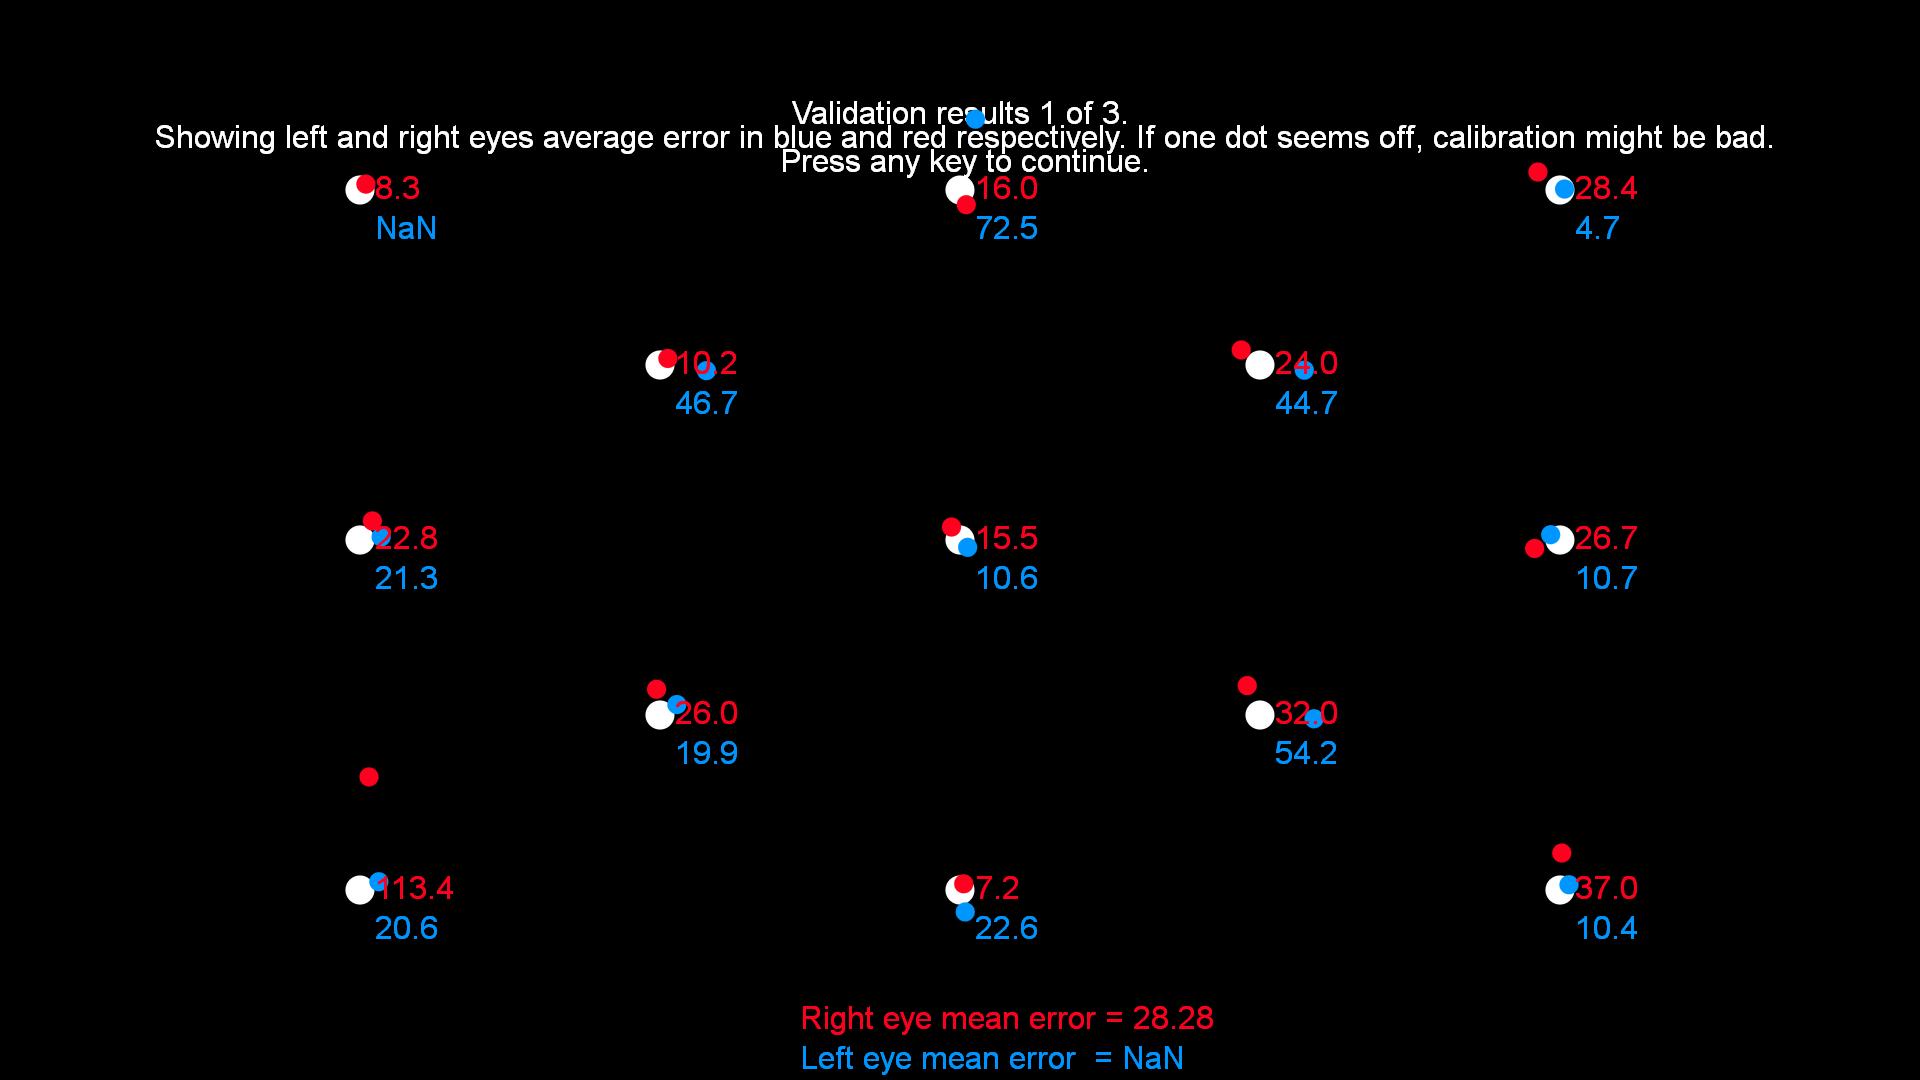 Validation results 1 of 3.
Showing left and right eyes average error in blue and red respectively. If one dot seems off, calibration might be bad.
Press any key to continue.
8.3 16.0 28.4
NaN 72.5 4.7
10.2 24.0
46.7 44.7
22.8 15.5 26.7
21.3 10.6 10.7
26.0 32.0
19.9 54.2
113.4 7.2 37.0
20.6 22.6 10.4
Right eye mean error = 28.28
Left eye mean error = NaN